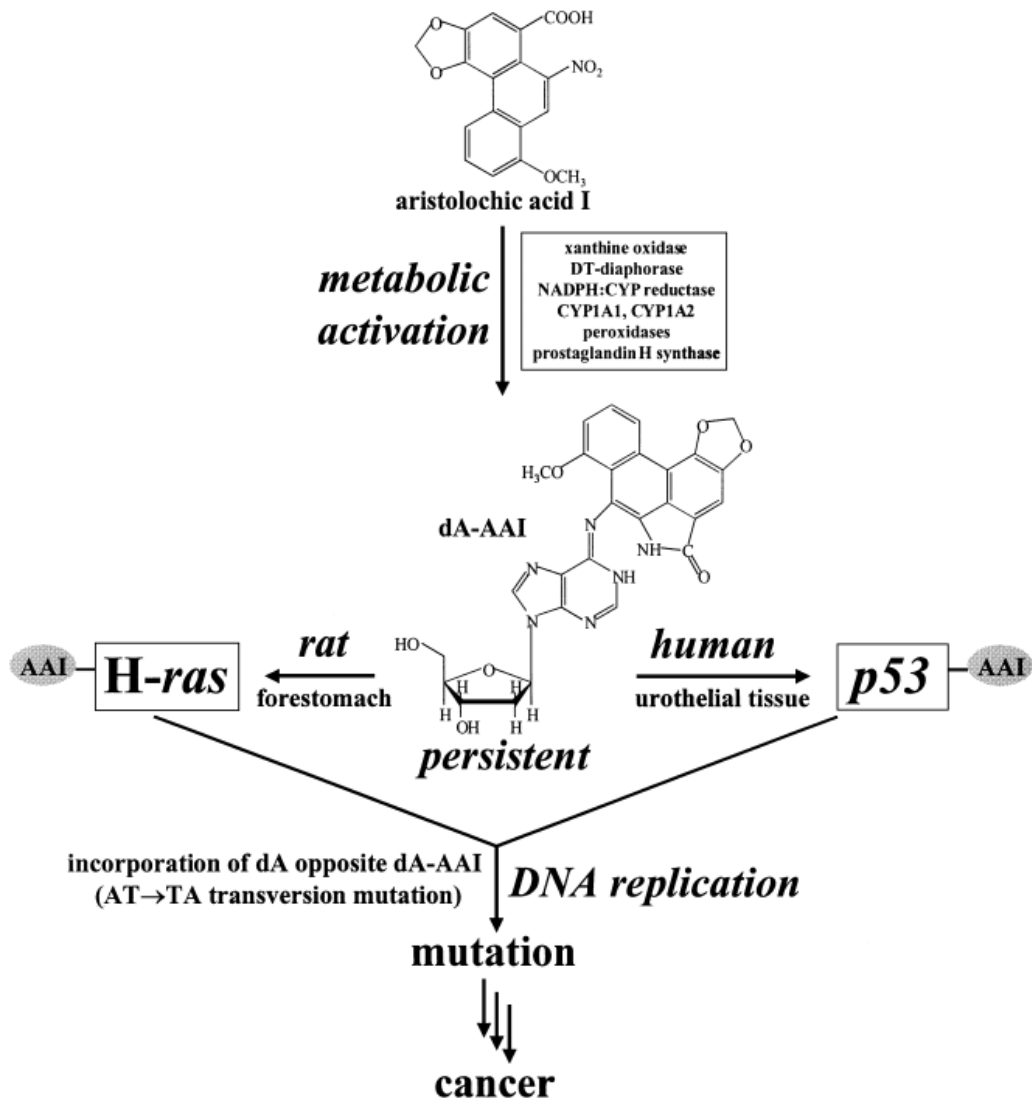 O
O
COOH
NO2
OCH3
aristolochic acid I
metabolic
activation
xanthine oxidase
DT-diaphorase
NADPH:CYP reductase
CYP1A1, CYP1A2
peroxidases
prostaglandin H synthase
H3CO
O
O
dA-AAI
N
NH
C
O
N
NH
N
N
HO
O
H
H
H
H
OH
AAI
H-ras
rat
forestomach
persistent
human
urothelial tissue
p53
AAI
incorporation of dA opposite dA-AAI
(AT→TA transversion mutation)
DNA replication
mutation
cancer